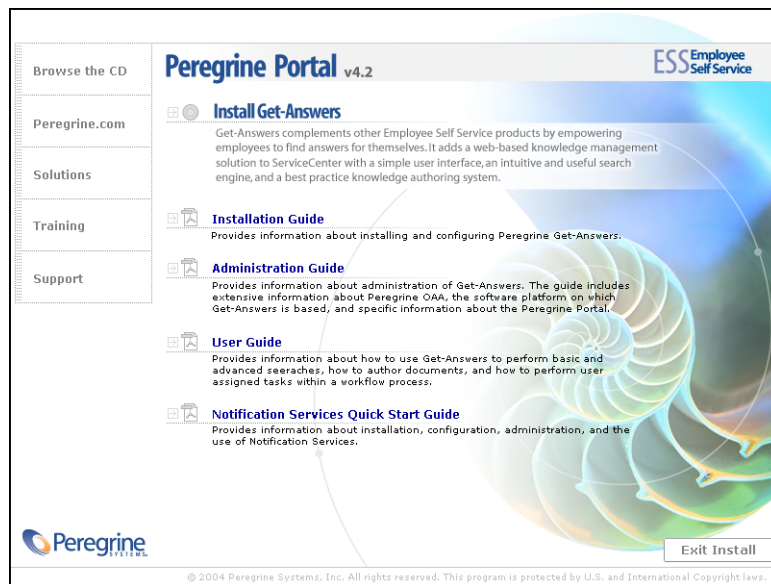 Browse the CD
Peregrine.com
Solutions
Training
Support
Peregrine Portal v4.2
ESS Employee
Self Service
Install Get-Answers
Get-Answers complements other Employee Self Service products by empowering
employees to find answers for themselves. It adds a web-based knowledge management
solution to ServiceCenter with a simple user interface, an intuitive and useful search
engine, and a best practice knowledge authoring system.
Installation Guide
Provides information about installing and configuring Peregrine Get-Answers.
Administration Guide
Provides information about administration of Get-Answers. The guide includes
extensive information about Peregrine OAA, the software platform on which
Get-Answers is based, and specific information about the Peregrine Portal.
User Guide
Provides information about how to use Get-Answers to perform basic and
advanced seeraches, how to author documents, and how to perform user
assigned tasks within a workflow process.
Notification Services Quick Start Guide
Provides information about installation, configuration, administration, and the
use of Notification Services.
Peregrine
SYSTEMS.
Exit Install
© 2004 Peregrine Systems, Inc. All rights reserved. This program is protected by U.S. and International Copyright laws.